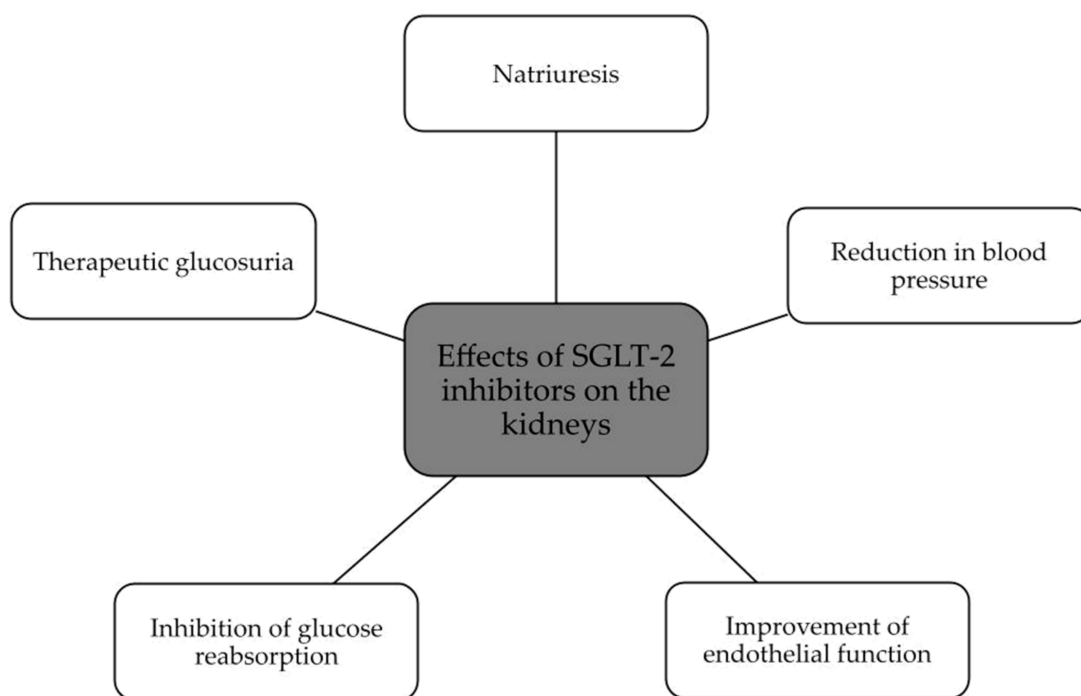 Natriuresis
Therapeutic glucosuria
Reduction in blood
pressure
Effects of SGLT-2
inhibitors on the
kidneys
Inhibition of glucose
reabsorption
Improvement of
endothelial function